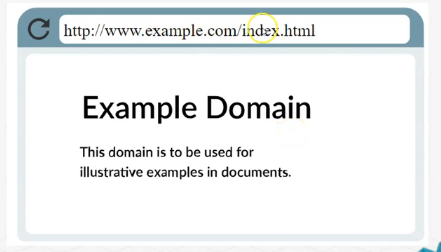 http://www.example.com/index.html
Example Domain
This domain is to be used for
illustrative examples in documents.